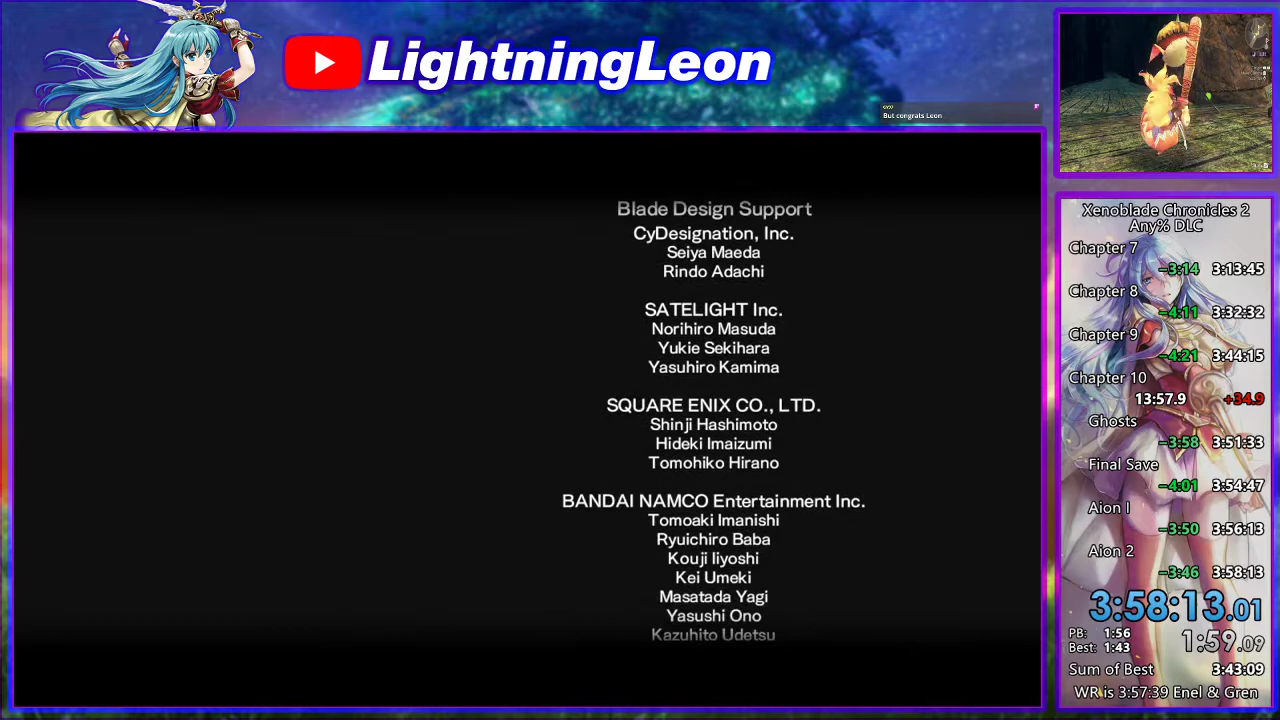 LightningLeon
But congrats Leon
Blade Design Support
CyDesignation, Inc.
Seiya Maeda
Rindo Adachi
SATELIGHT Inc.
Norihiro Masuda
Yukie Sekihara
Yasuhiro Kamima
SQUARE ENIX CO., LTD.
Shinji Hashimoto
Hideki Imaizumi
Tomohiko Hirano
BANDAI NAMCO Entertainment Inc.
Tomoaki Imanishi
Ryuichiro Baba
Kouji Iiyoshi
Kei Umeki
Masatada Yagi
Yasushi Ono
Kazuhito Udetsu
Xenoblade Chronicles 2
Any% DLC
Chapter 7
−3:14 3:13:45
Chapter 8
−4:11 3:32:32
Chapter 9
−4:21 3:44:15
Chapter 10
13:57.9 +34.9
Ghosts
−3:58 3:51:33
Final Save
−4:01 3:54:47
Aion I
−3:50 3:56:13
Aion 2
−3:46 3:58:13
3:58:13.01
PB: 1:56
Best: 1:43
1:59.09
Sum of Best 3:43:09
WR is 3:57:39 Enel & Gren